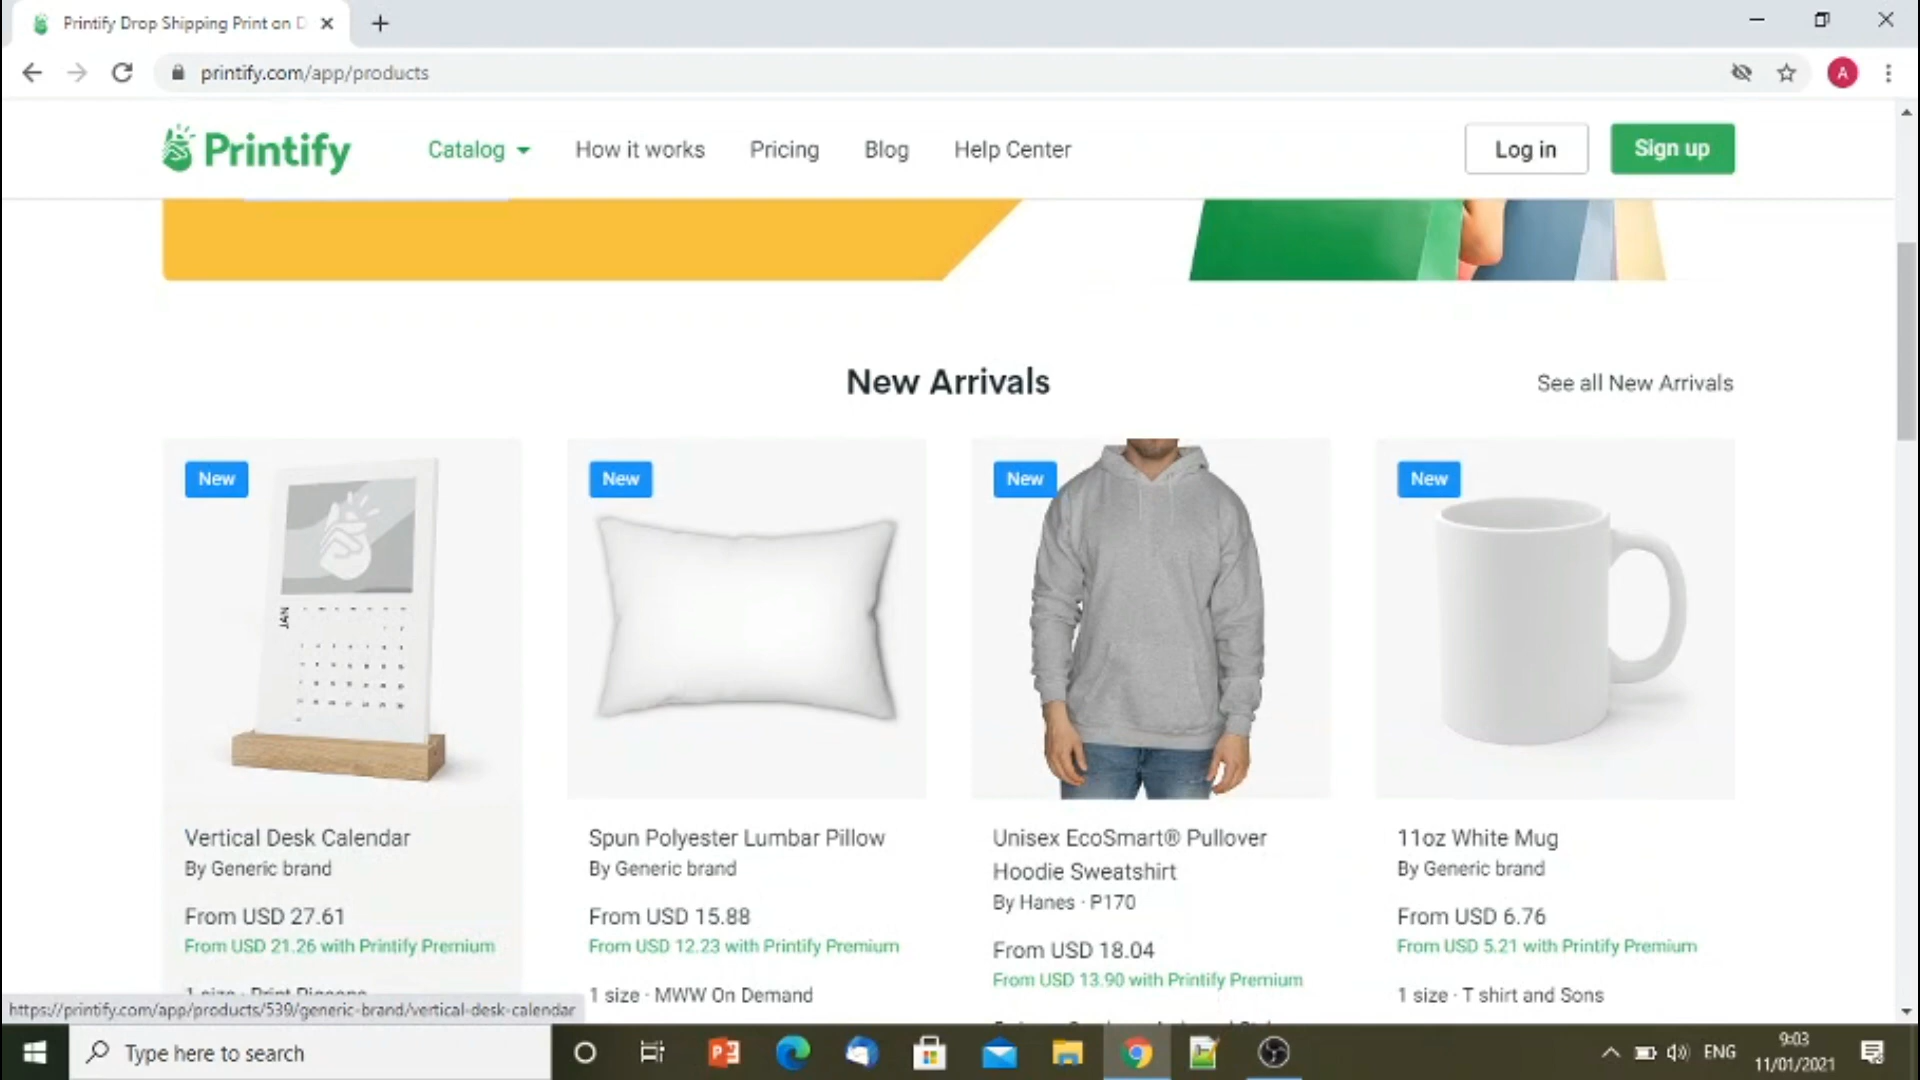 Printify Drop Shipping Print on D
printify.com/app/products
A
Printify
Catalog
How it works
Pricing
Blog
Help Center
Log in
Sign up
New Arrivals
See all New Arrivals
New
New
New
New
JAN
Vertical Desk Calendar
By Generic brand
From USD 27.61
From USD 21.26 with Printify Premium
1 size · Print Pigeons
Spun Polyester Lumbar Pillow
By Generic brand
From USD 15.88
From USD 12.23 with Printify Premium
1 size · MWW On Demand
Unisex EcoSmart® Pullover
Hoodie Sweatshirt
By Hanes · P170
From USD 18.04
From USD 13.90 with Printify Premium
11oz White Mug
By Generic brand
From USD 6.76
From USD 5.21 with Printify Premium
1 size · T shirt and Sons
https://printify.com/app/products/539/generic-brand/vertical-desk-calendar
Type here to search
ENG
9:03
11/01/2021